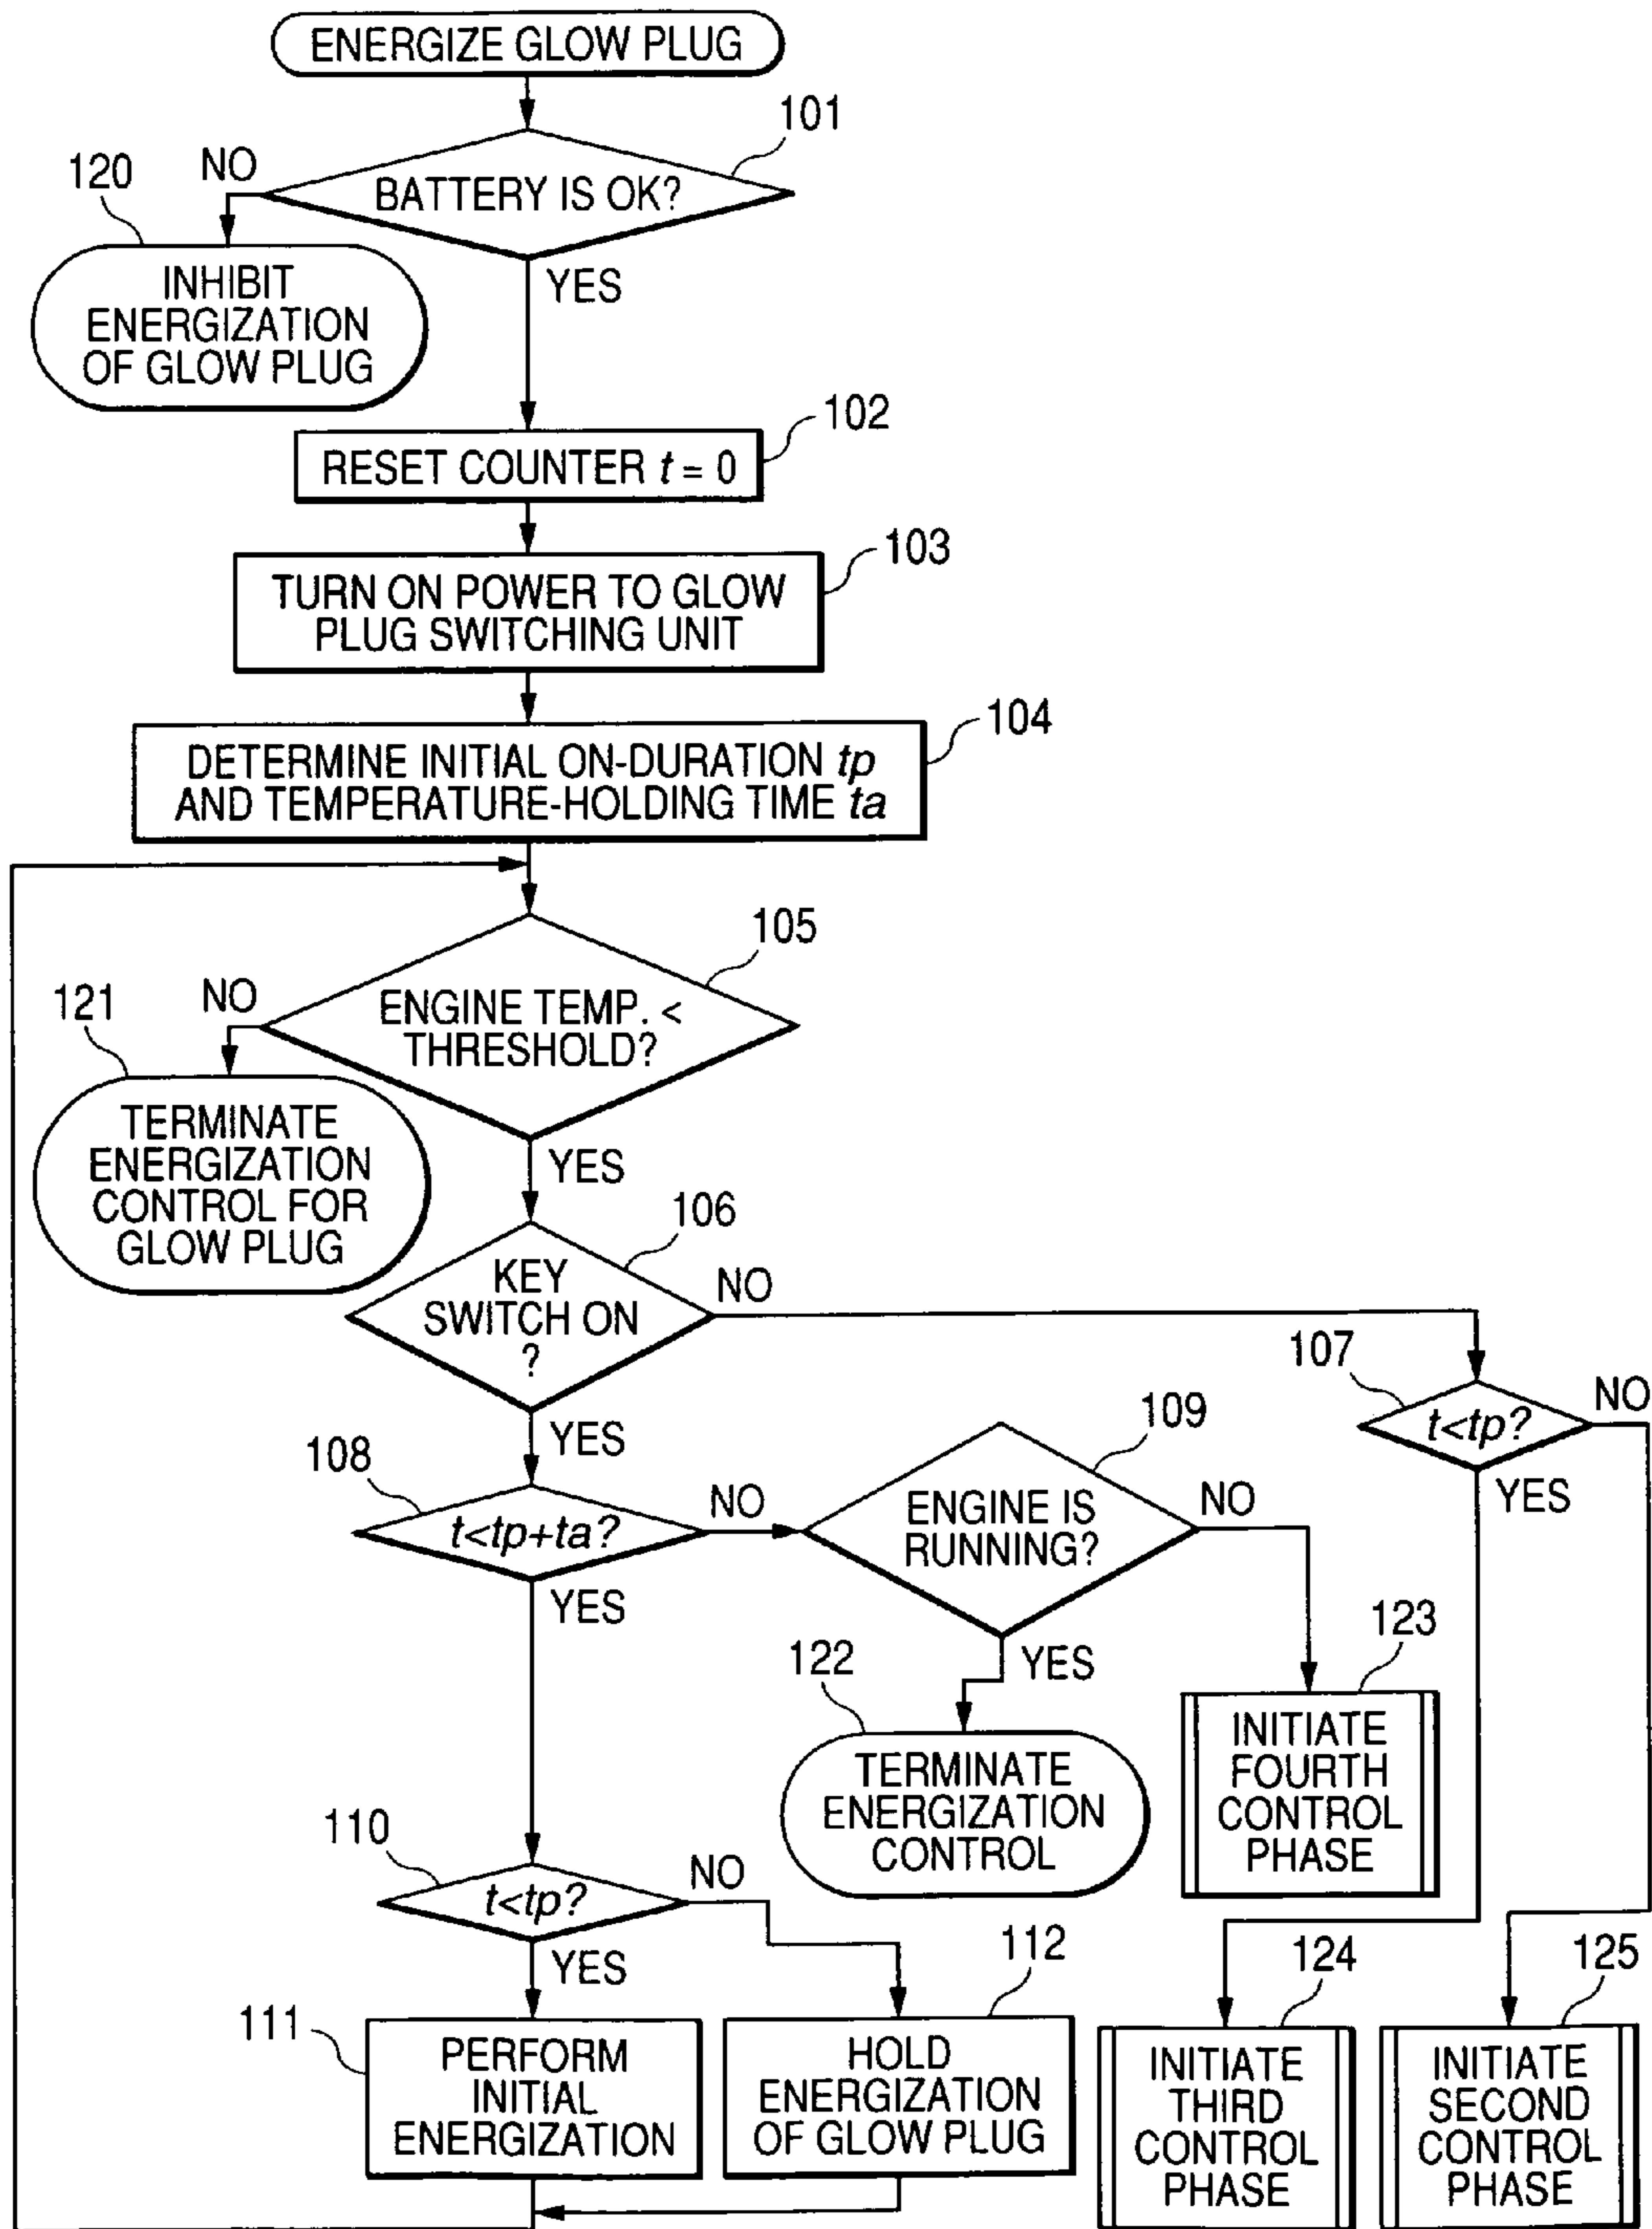 ENERGIZE GLOW PLUG
101
BATTERY IS OK?
NO
120
INHIBIT
ENERGIZATION
OF GLOW PLUG
YES
102
RESET COUNTER t = 0
103
TURN ON POWER TO GLOW
PLUG SWITCHING UNIT
104
DETERMINE INITIAL ON-DURATION tp
AND TEMPERATURE-HOLDING TIME ta
105
ENGINE TEMP. <
THRESHOLD?
NO
121
TERMINATE
ENERGIZATION
CONTROL FOR
GLOW PLUG
YES
106
KEY
SWITCH ON
?
NO
107
t<tp?
NO
YES
YES
108
t<tp+ta?
NO
109
ENGINE IS
RUNNING?
NO
YES
YES
122
TERMINATE
ENERGIZATION
CONTROL
123
INITIATE
FOURTH
CONTROL
PHASE
110
t<tp?
NO
YES
111
PERFORM
INITIAL
ENERGIZATION
112
HOLD
ENERGIZATION
OF GLOW PLUG
124
INITIATE
THIRD
CONTROL
PHASE
125
INITIATE
SECOND
CONTROL
PHASE